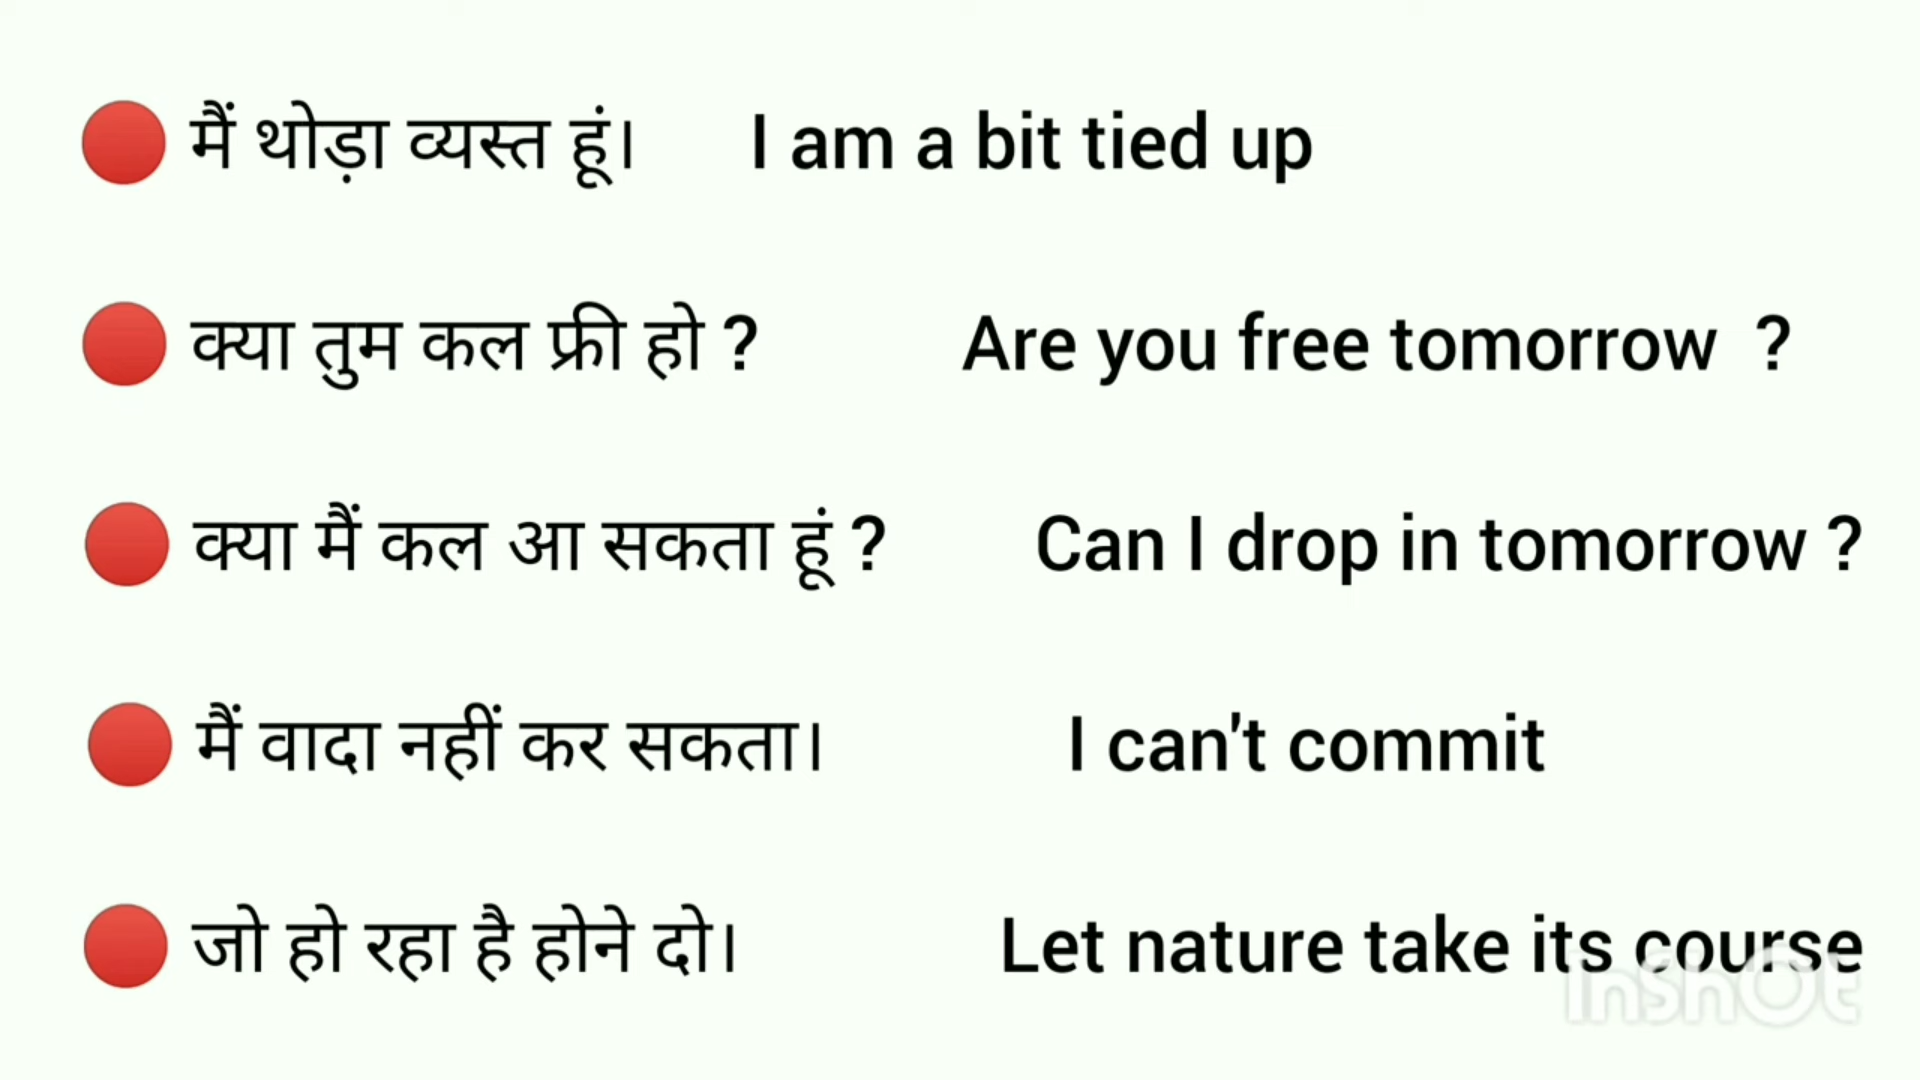 मैं थोड़ा व्यस्त हूं। I am a bit tied up
क्या तुम कल फ्री हो ? Are you free tomorrow ?
क्या मैं कल आ सकता हूं ? Can I drop in tomorrow ?
मैं वादा नहीं कर सकता। I can't commit
जो हो रहा है होने दो। Let nature take its course
InShOt